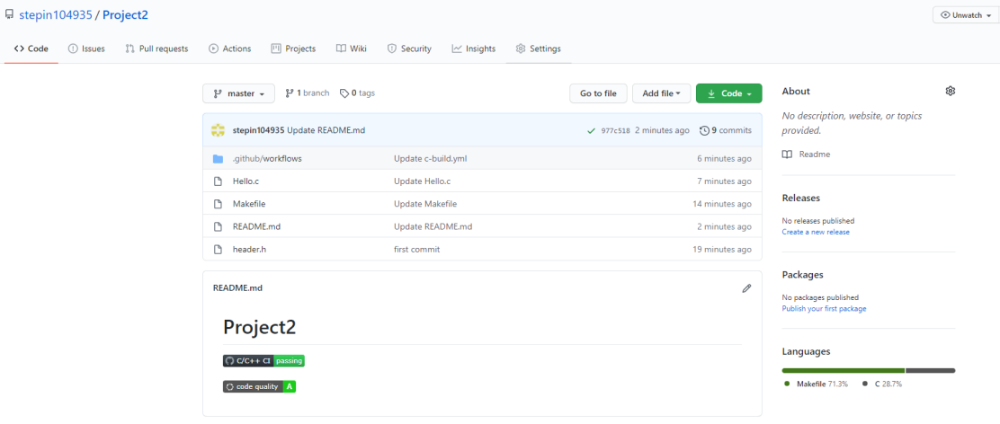 stepin104935 / Project2
Unwatch
Code Issues Pull requests Actions Projects Wiki Security Insights Settings
master 1 branch 0 tags Go to file Add file Code
stepin104935 Update README.md 977c518 2 minutes ago 9 commits
.github/workflows Update c-build.yml 6 minutes ago
Hello.c Update Hello.c 7 minutes ago
Makefile Update Makefile 14 minutes ago
README.md Update README.md 2 minutes ago
header.h first commit 19 minutes ago
README.md
Project2
C/C++ CI passing
code quality A
About
No description, website, or topics
provided.
Readme
Releases
No releases published
Create a new release
Packages
No packages published
Publish your first package
Languages
Makefile 71.3% C 28.7%